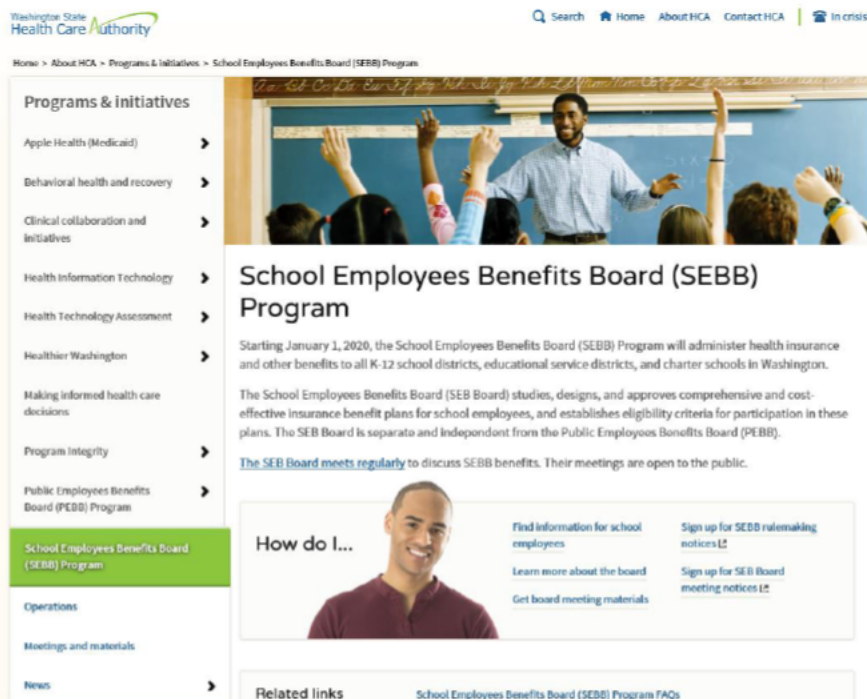 Washington State
Health Care Authority
Search Home About HCA Contact HCA In crisis
Home > About HCA > Programs & initiatives > School Employees Benefits Board (SEBB) Program
Programs & initiatives
Apple Health (Medicaid)
Behavioral health and recovery
Clinical collaboration and
initiatives
Health Information Technology
Health Technology Assessment
Healthier Washington
Making informed health care
decisions
Program Integrity
Public Employees Benefits
Board (PEBB) Program
School Employees Benefits Board
(SEBB) Program
Operations
Meetings and materials
News
School Employees Benefits Board (SEBB)
Program
Starting January 1, 2020, the School Employees Benefits Board (SEBB) Program will administer health insurance
and other benefits to all K-12 school districts, educational service districts, and charter schools in Washington.
The School Employees Benefits Board (SEB Board) studies, designs, and approves comprehensive and cost-
effective insurance benefit plans for school employees, and establishes eligibility criteria for participation in these
plans. The SEB Board is separate and independent from the Public Employees Benefits Board (PEBB).
The SEB Board meets regularly to discuss SEBB benefits. Their meetings are open to the public.
How do I...
Find information for school
employees
Learn more about the board
Get board meeting materials
Sign up for SEBB rulemaking
notices
Sign up for SEB Board
meeting notices
Related links
School Employees Benefits Board (SEBB) Program FAQs